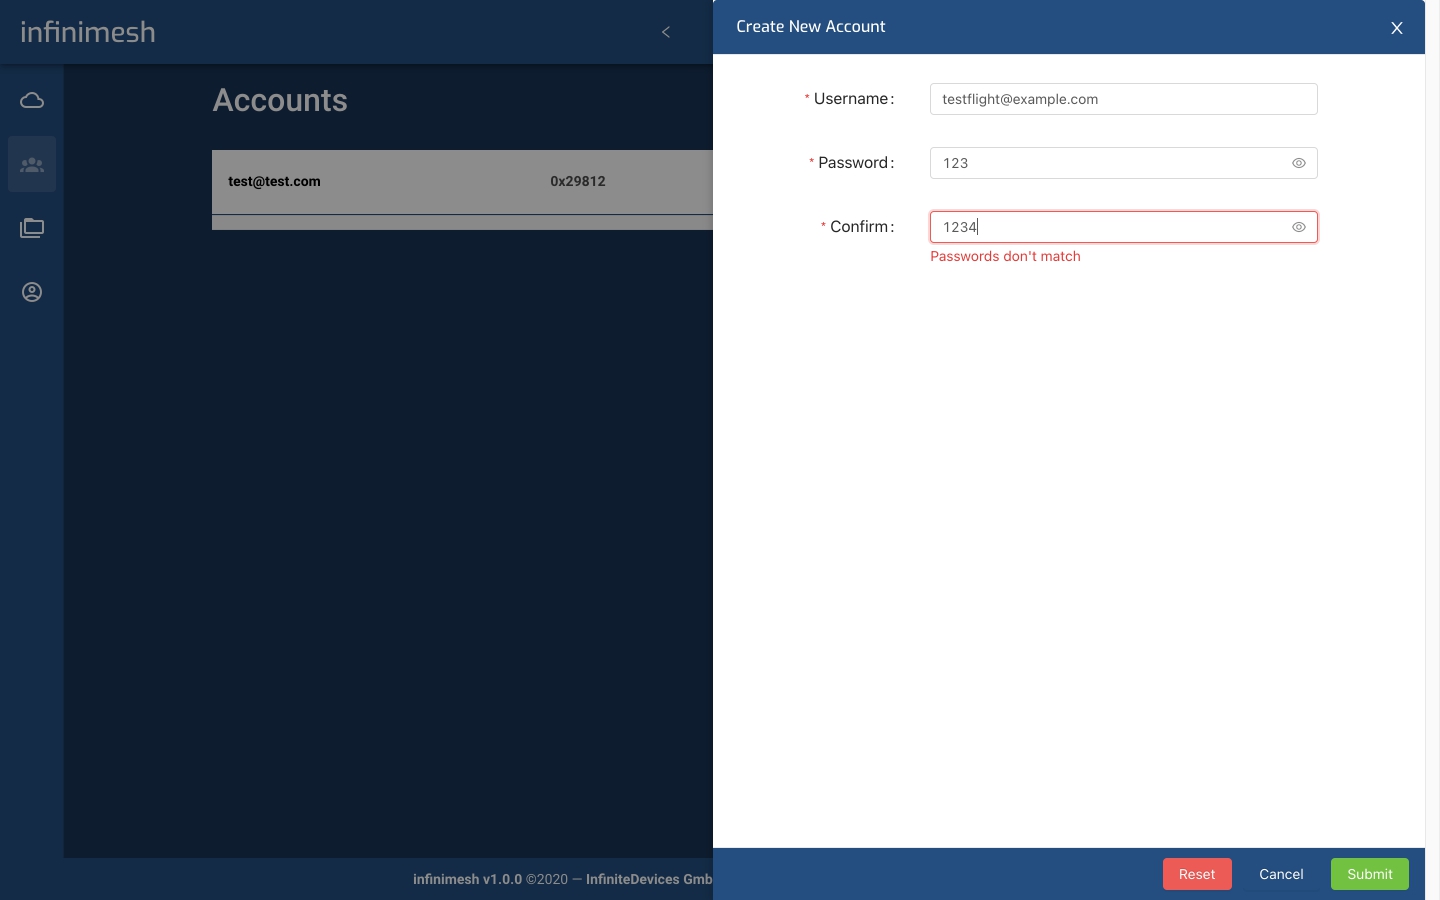 infinimesh
Accounts
test@test.com 0x29812
infinimesh v1.0.0 ©2020 — InfiniteDevices Gmb
Create New Account X
* Username: testflight@example.com
* Password: 123
* Confirm: 1234
Passwords don't match
Reset Cancel Submit